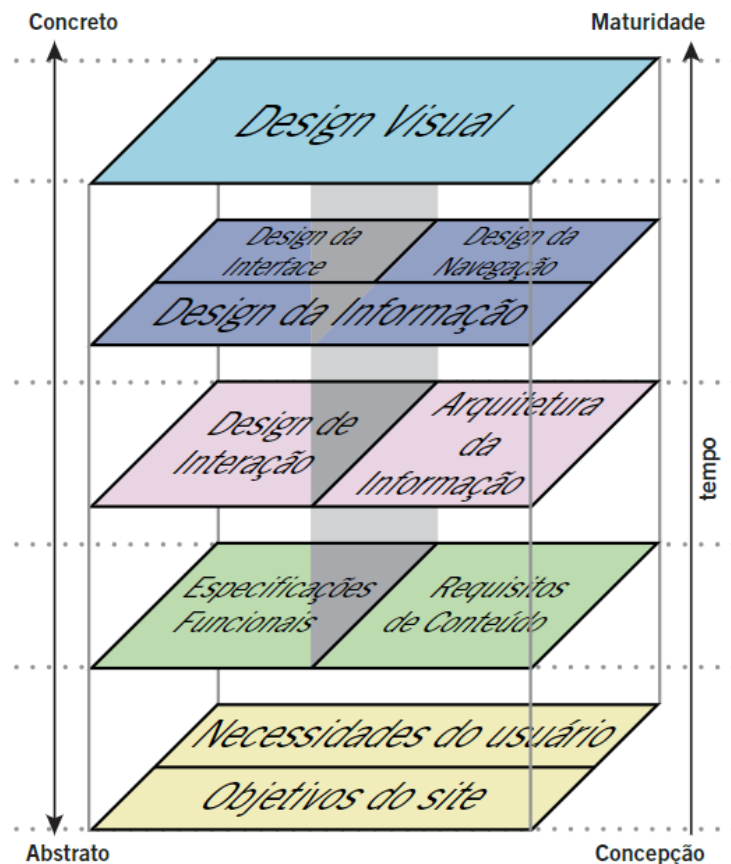 Concreto
Maturidade
Design Visual
Design da
Interface
Design da
Navegação
Design da Informação
Design de
Interação
Arquitetura
da
Informação
tempo
Especificações
Funcionais
Requisitos
de Conteúdo
Necessidades do usuário
Objetivos do site
Abstrato
Concepção